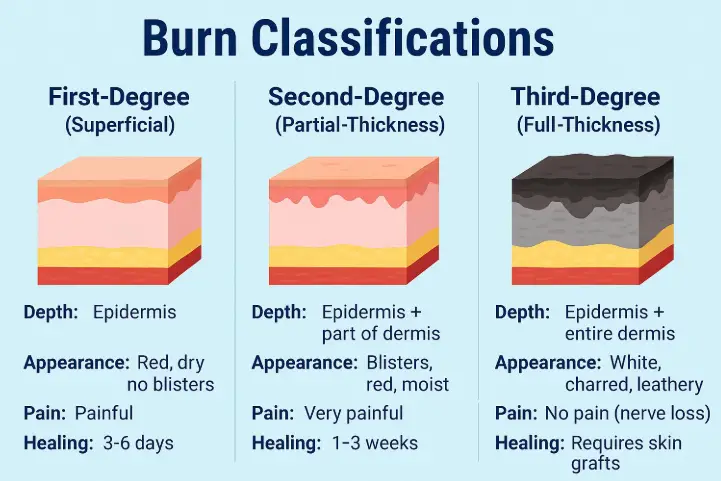 Burn Classifications
First-Degree
(Superficial)
Depth: Epidermis
Appearance: Red, dry
no blisters
Pain: Painful
Healing: 3-6 days
Second-Degree
(Partial-Thickness)
Depth: Epidermis +
part of dermis
Appearance: Blisters,
red, moist
Pain: Very painful
Healing: 1-3 weeks
Third-Degree
(Full-Thickness)
Depth: Epidermis +
entire dermis
Appearance: White,
charred, leathery
Pain: No pain (nerve loss)
Healing: Requires skin
grafts